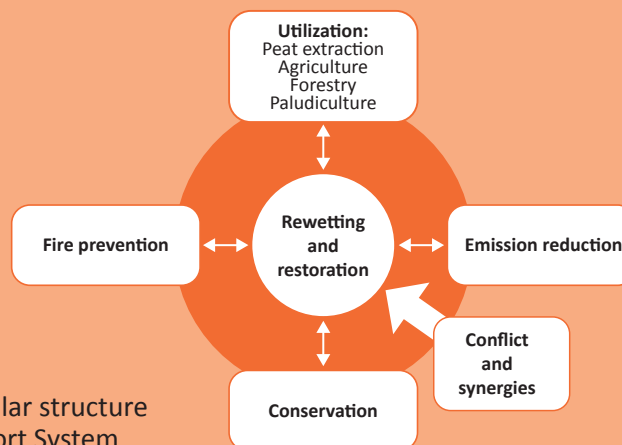 Utilization:
Peat extraction
Agriculture
Forestry
Paludiculture
Fire prevention
Rewetting
and
restoration
Emission reduction
Conflict
and
synergies
Conservation
lar structure
ort System